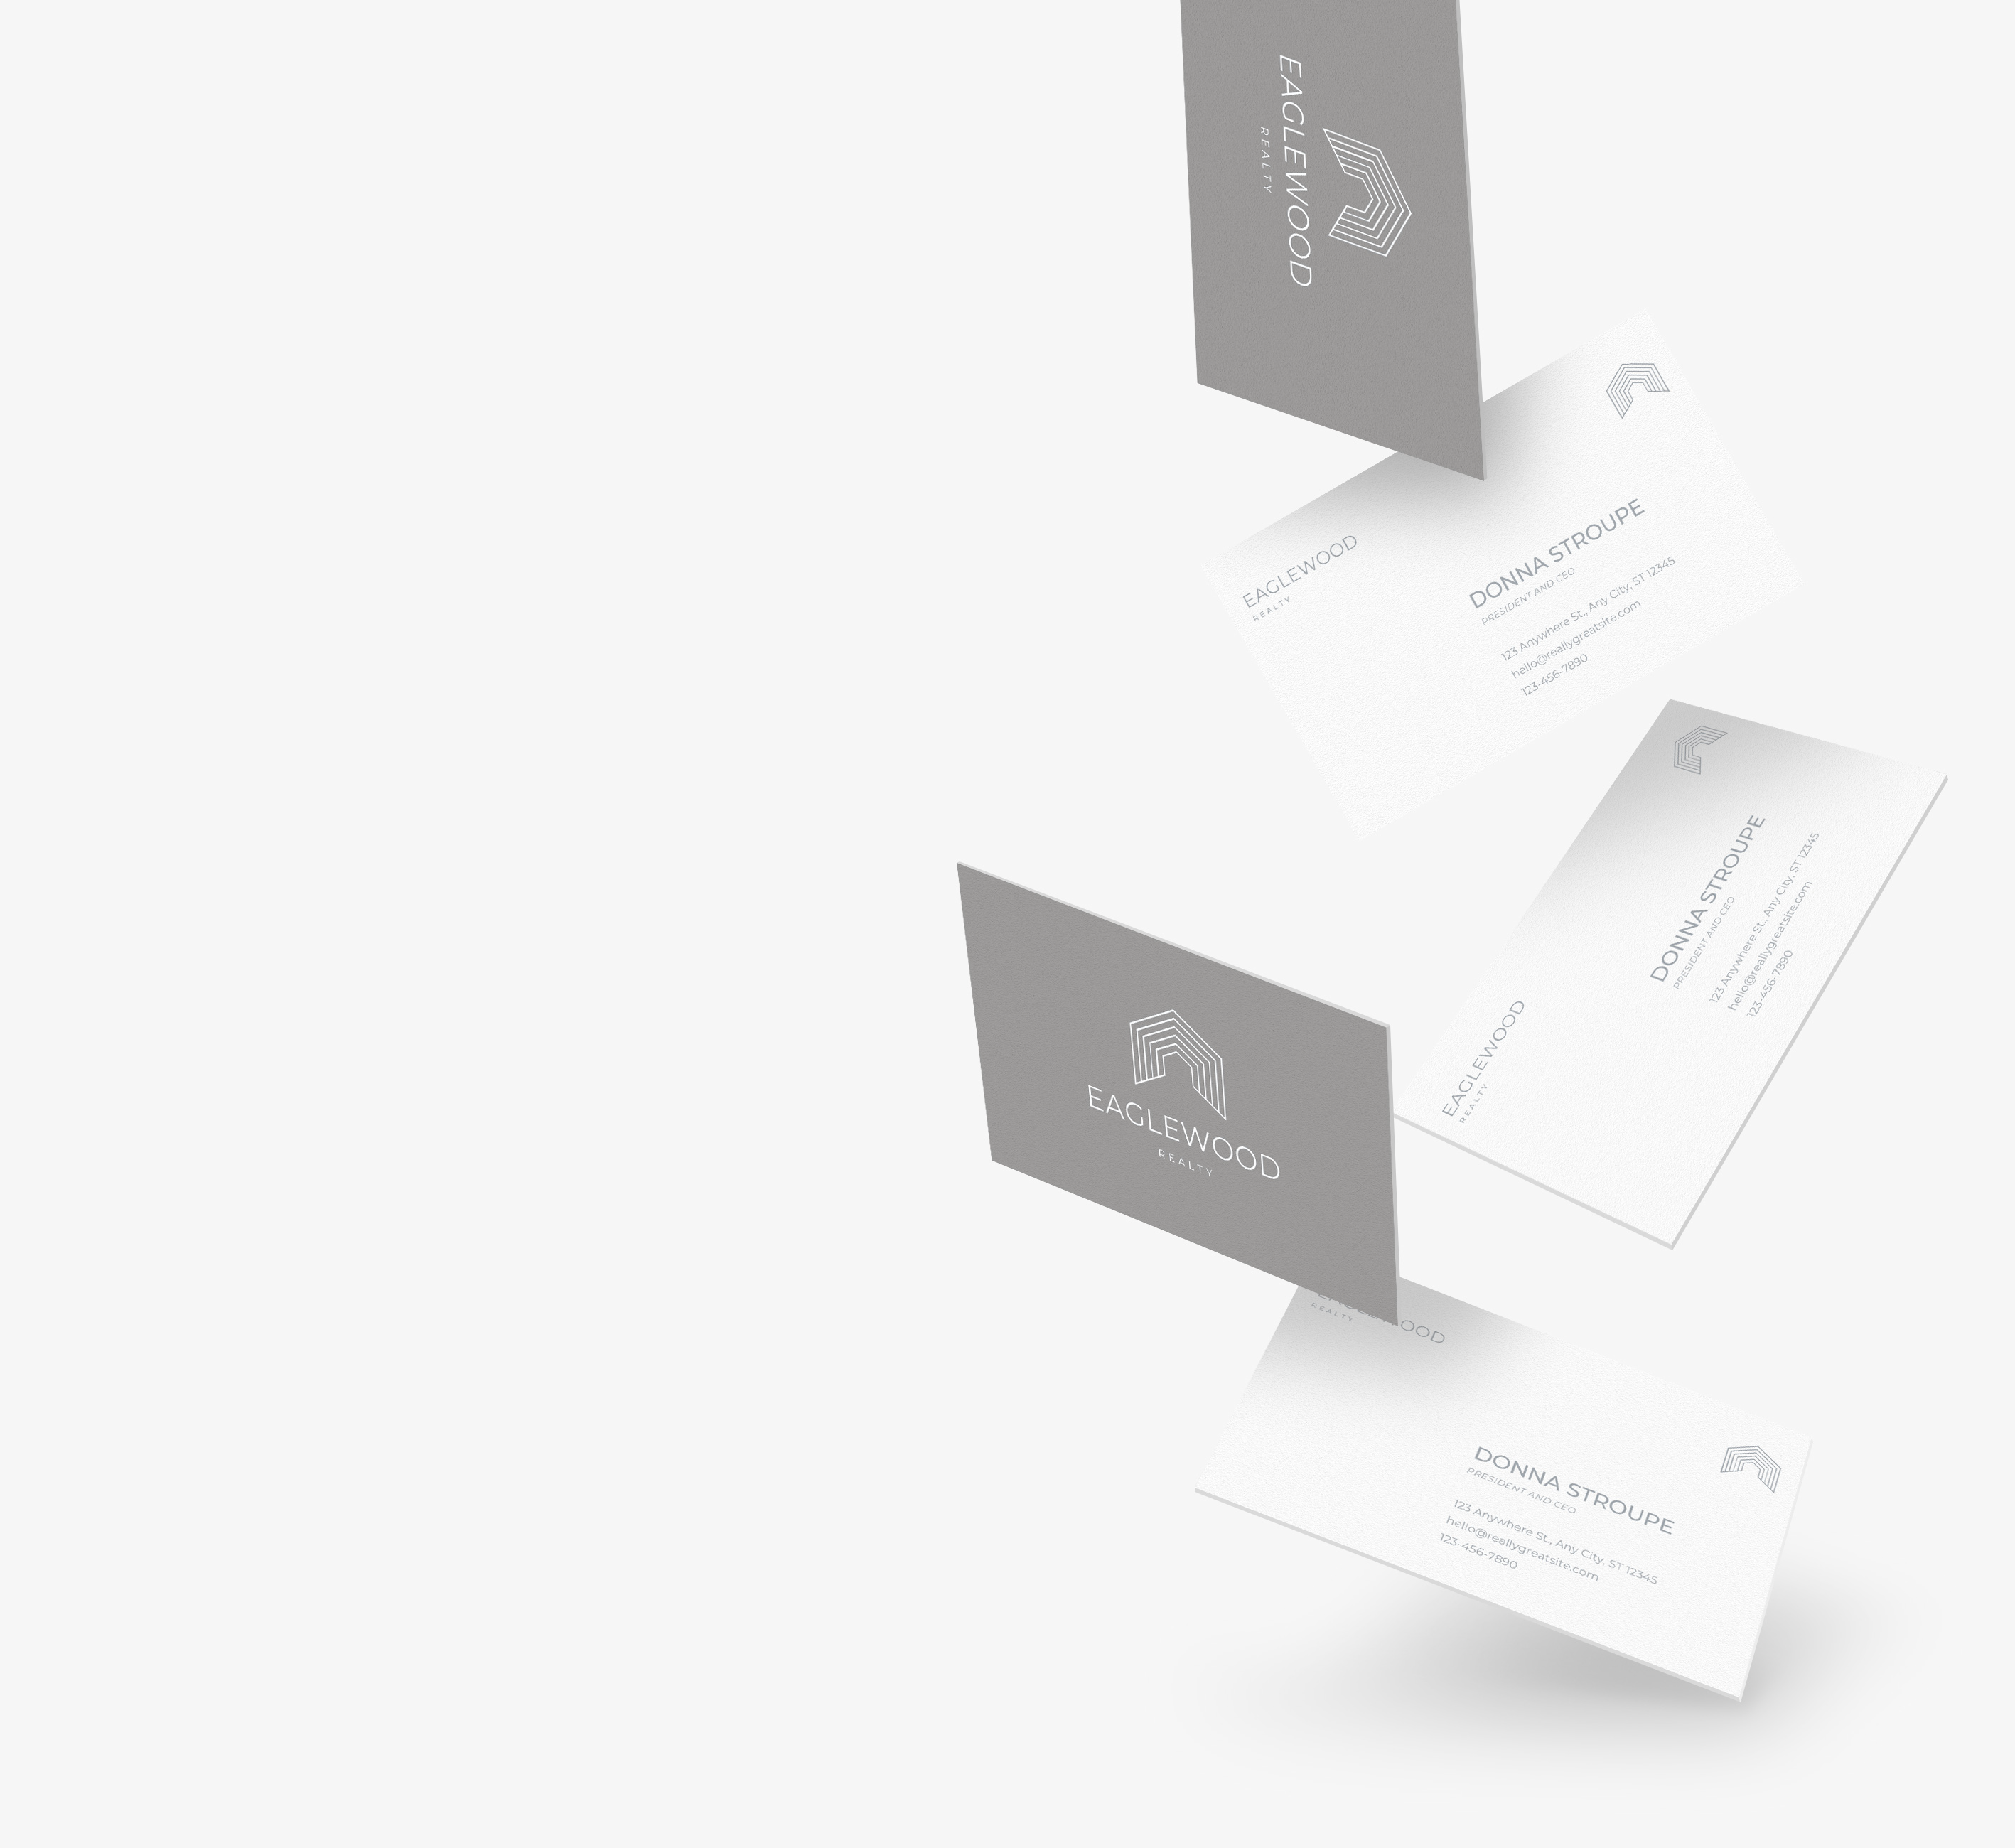 EAGLEWOOD
REALTY
EAGLEWOOD
REALTY
DONNA STROUPE
PRESIDENT AND CEO
123 Anywhere St., Any City, ST 12345
hello@reallygreatsite.com
123-456-7890
EAGLEWOOD
REALTY
DONNA STROUPE
PRESIDENT AND CEO
123 Anywhere St., Any City, ST 12345
hello@reallygreatsite.com
123-456-7890
EAGLEWOOD
REALTY
REALTY
DONNA STROUPE
PRESIDENT AND CEO
123 Anywhere St., Any City, ST 12345
hello@reallygreatsite.com
123-456-7890